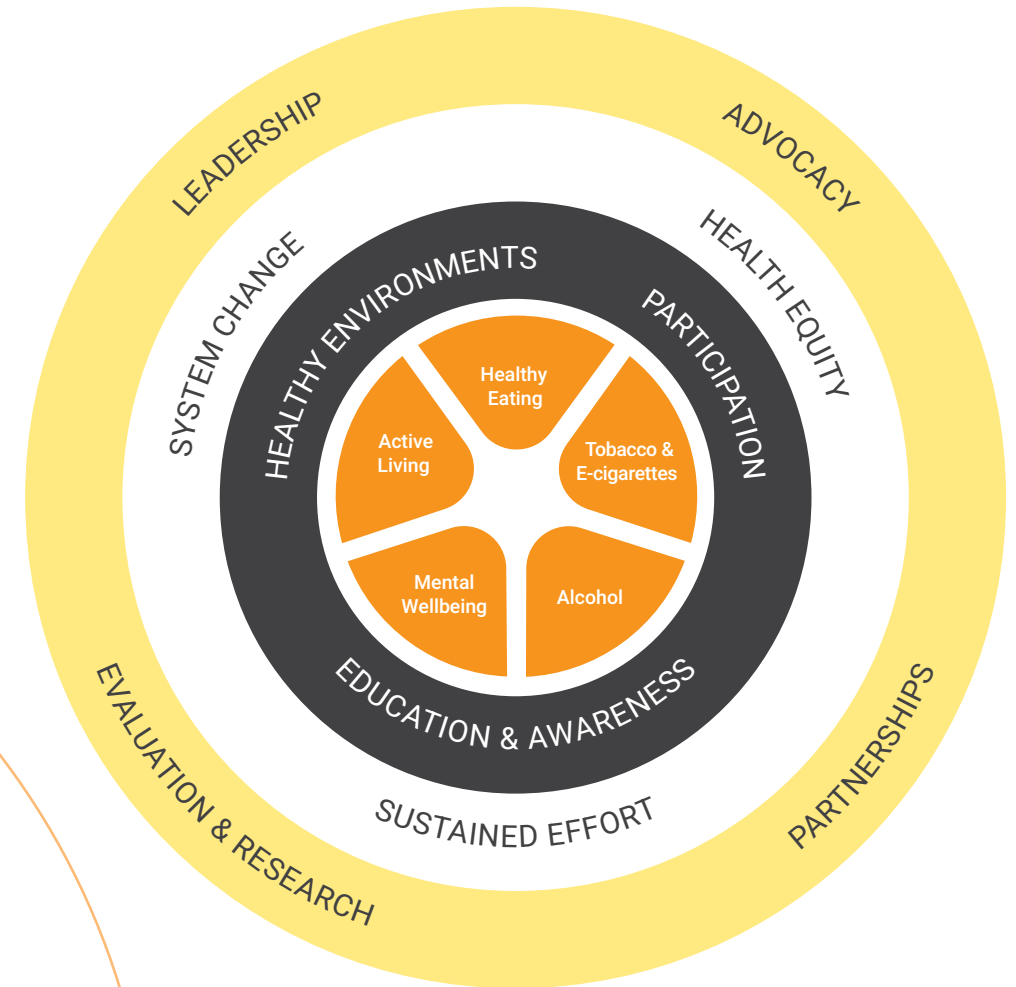 LEADERSHIP
ADVOCACY
SYSTEM CHANGE
HEALTH EQUITY
HEALTHY ENVIRONMENTS
PARTICIPATION
Healthy
Eating
Active
Living
Tobacco &
E-cigarettes
Mental
Wellbeing
Alcohol
EDUCATION & AWARENESS
SUSTAINED EFFORT
EVALUATION & RESEARCH
PARTNERSHIPS